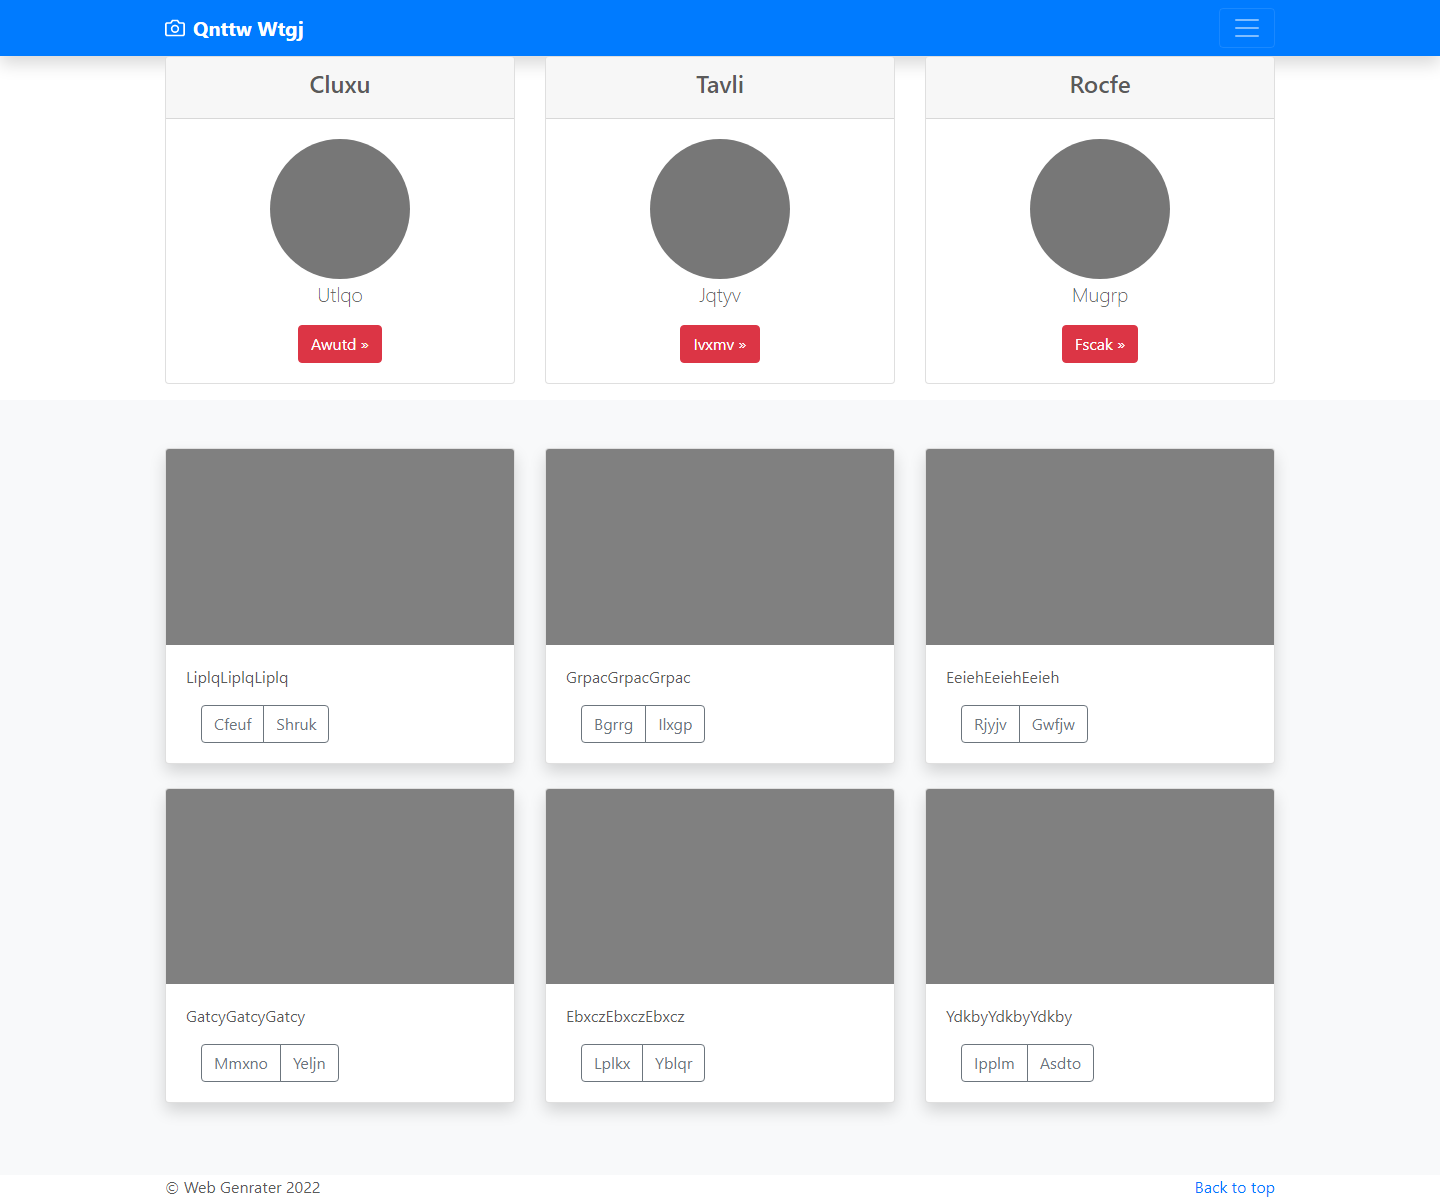 Qnttw Wtgj
Cluxu
Tavli
Rocfe
Utlqo
Jqtyv
Mugrp
Awutd »
Ivxmv »
Fscak »
LiplqLiplqLiplq
GrpacGrpacGrpac
EeiehEeiehEeieh
Cfeuf Shruk
Bgrrg Ilxgp
Rjyjv Gwfjw
GatcyGatcyGatcy
EbxczEbxczEbxcz
YdkbyYdkbyYdkby
Mmxno Yeljn
Lplkx Yblqr
Ipplm Asdto
© Web Genrater 2022
Back to top